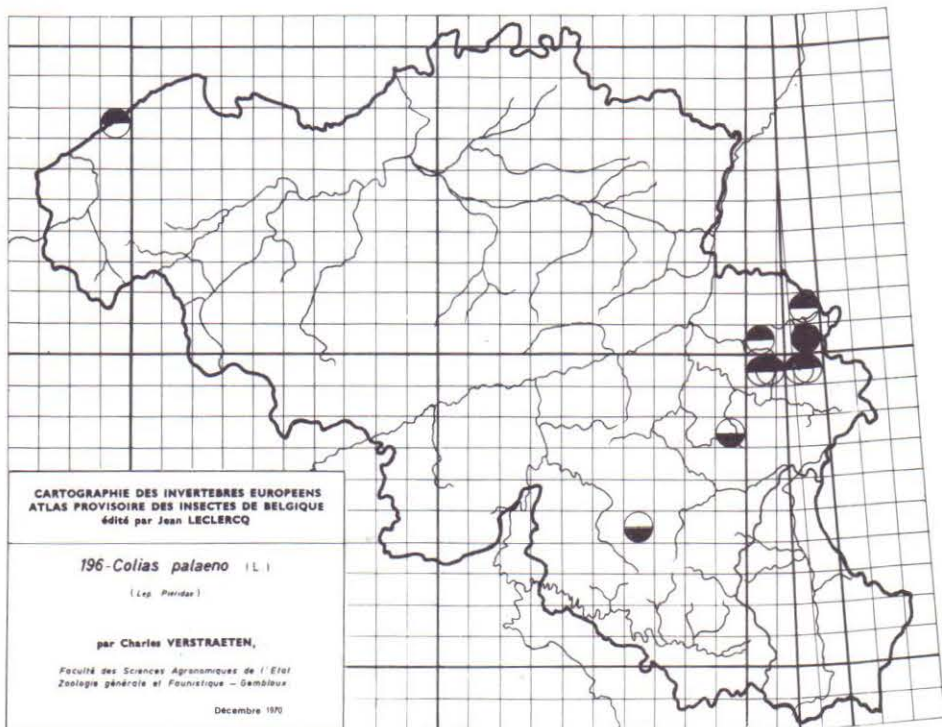 CARTOGRAPHIE DES INVERTEBRES EUROPEENS
ATLAS PROVISOIRE DES INSECTES DE BELGIQUE
édité par Jean LECLERCQ
196-Colias palaeno (L.)
(Lep. Pieridae)
par Charles VERSTRAETEN,
Faculté des Sciences Agronomiques de l'Etat
Zoologie générale et Faunistique – Gembloux
Décembre 1970